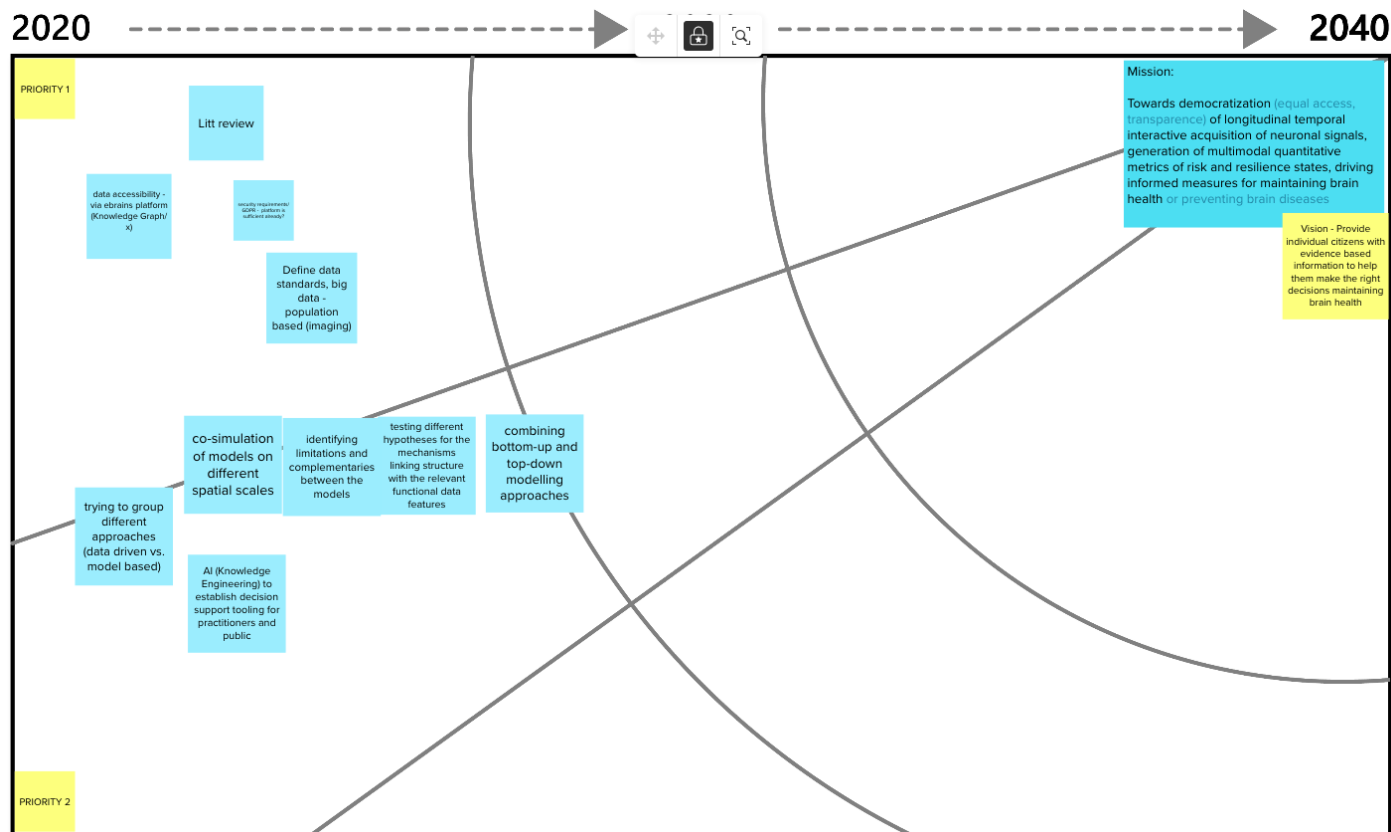 2020
2040
PRIORITY 1
Litt review
data accessibility -
via ebrains platform
(Knowledge Graph/
x)
security requirements/
GDPR - platform is
sufficient already?
Define data
standards, big
data -
population
based (imaging)
Mission:
Towards democratization (equal access,
transparence) of longitudinal temporal
interactive acquisition of neuronal signals,
generation of multimodal quantitative
metrics of risk and resilience states, driving
informed measures for maintaining brain
health or preventing brain diseases
Vision - Provide
individual citizens with
evidence based
information to help
them make the right
decisions maintaining
brain health
trying to group
different
approaches
(data driven vs.
model based)
co-simulation
of models on
different
spatial scales
identifying
limitations and
complementaries
between the
models
testing different
hypotheses for the
mechanisms
linking structure
with the relevant
functional data
features
combining
bottom-up and
top-down
modelling
approaches
AI (Knowledge
Engineering) to
establish decision
support tooling for
practitioners and
public
PRIORITY 2